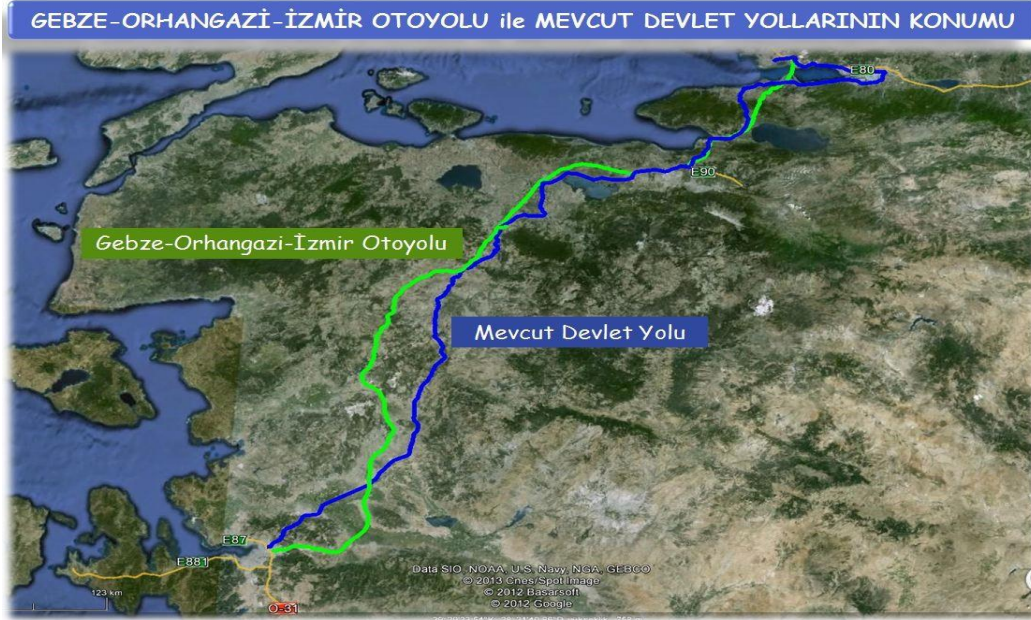 GEBZE-ORHANGAZİ-İZMİR OTOYOLU ile MEVCUT DEVLET YOLLARININ KONUMU
E80
E90
Gebze-Orhangazi-İzmir Otoyolu
Mevcut Devlet Yolu
E87
E881
Data SIO, NOAA, U.S. Navy, NGA, GEBCO
© 2013 Cnes/Spot Image
© 2012 Basarsoft
© 2012 Google
123 km
O-31